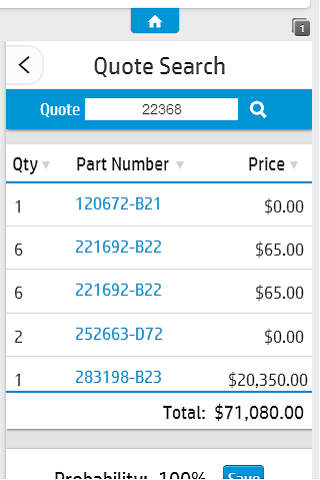 1
Quote Search
Quote 22368
Qty Part Number Price
1 120672-B21 $0.00
6 221692-B22 $65.00
6 221692-B22 $65.00
2 252663-D72 $0.00
1 283198-B23 $20,350.00
Total: $71,080.00
Probability: 100% Save